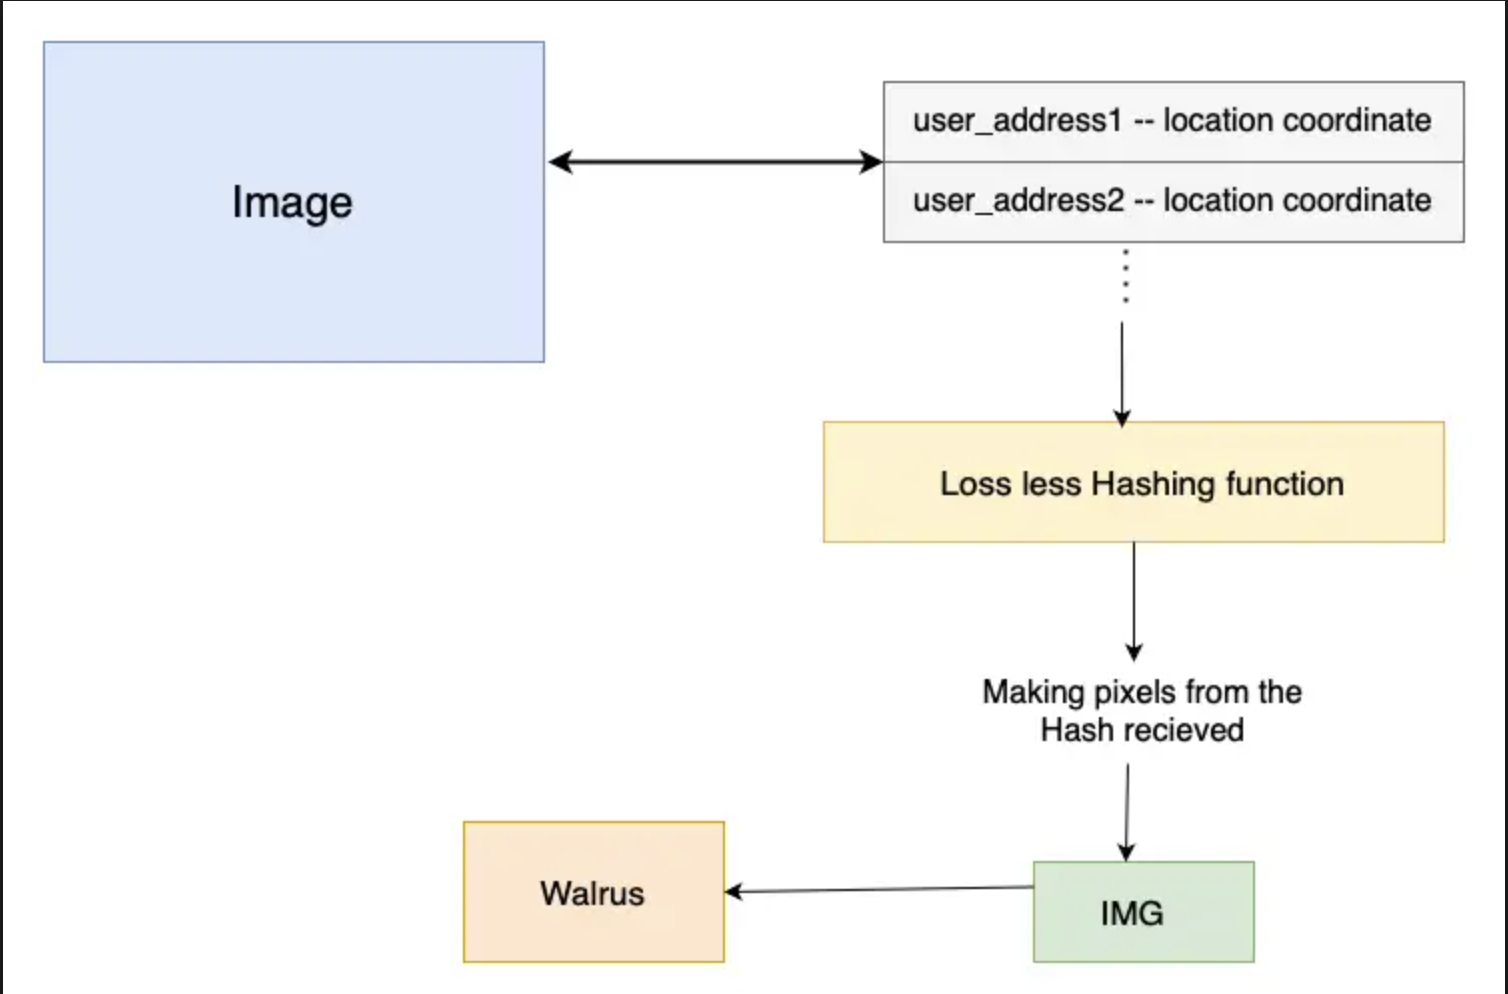 Image
user_address1 -- location coordinate
user_address2 -- location coordinate
Loss less Hashing function
Making pixels from the
Hash recieved
Walrus
IMG